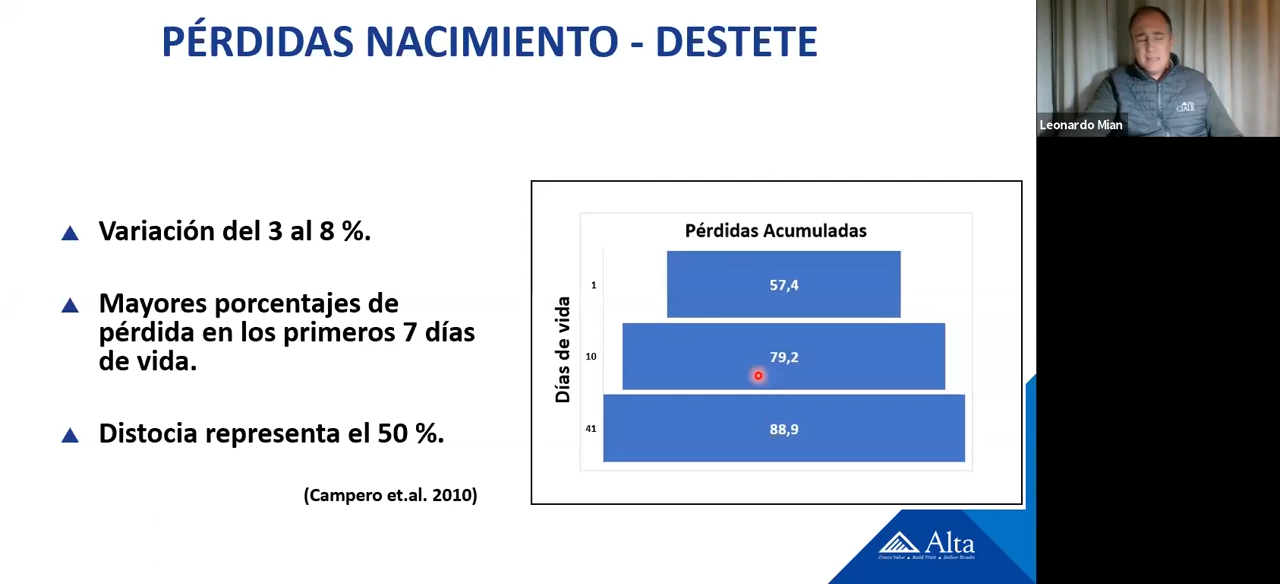 PÉRDIDAS NACIMIENTO - DESTETE
Leonardo Mian
Variación del 3 al 8 %.
Mayores porcentajes de
pérdida en los primeros 7 días
de vida.
Distocia representa el 50 %.
(Campero et.al. 2010)
Pérdidas Acumuladas
Días de vida
1
57,4
10
79,2
41
88,9
Alta
Create Value ▲ Build Trust ▲ Deliver Results